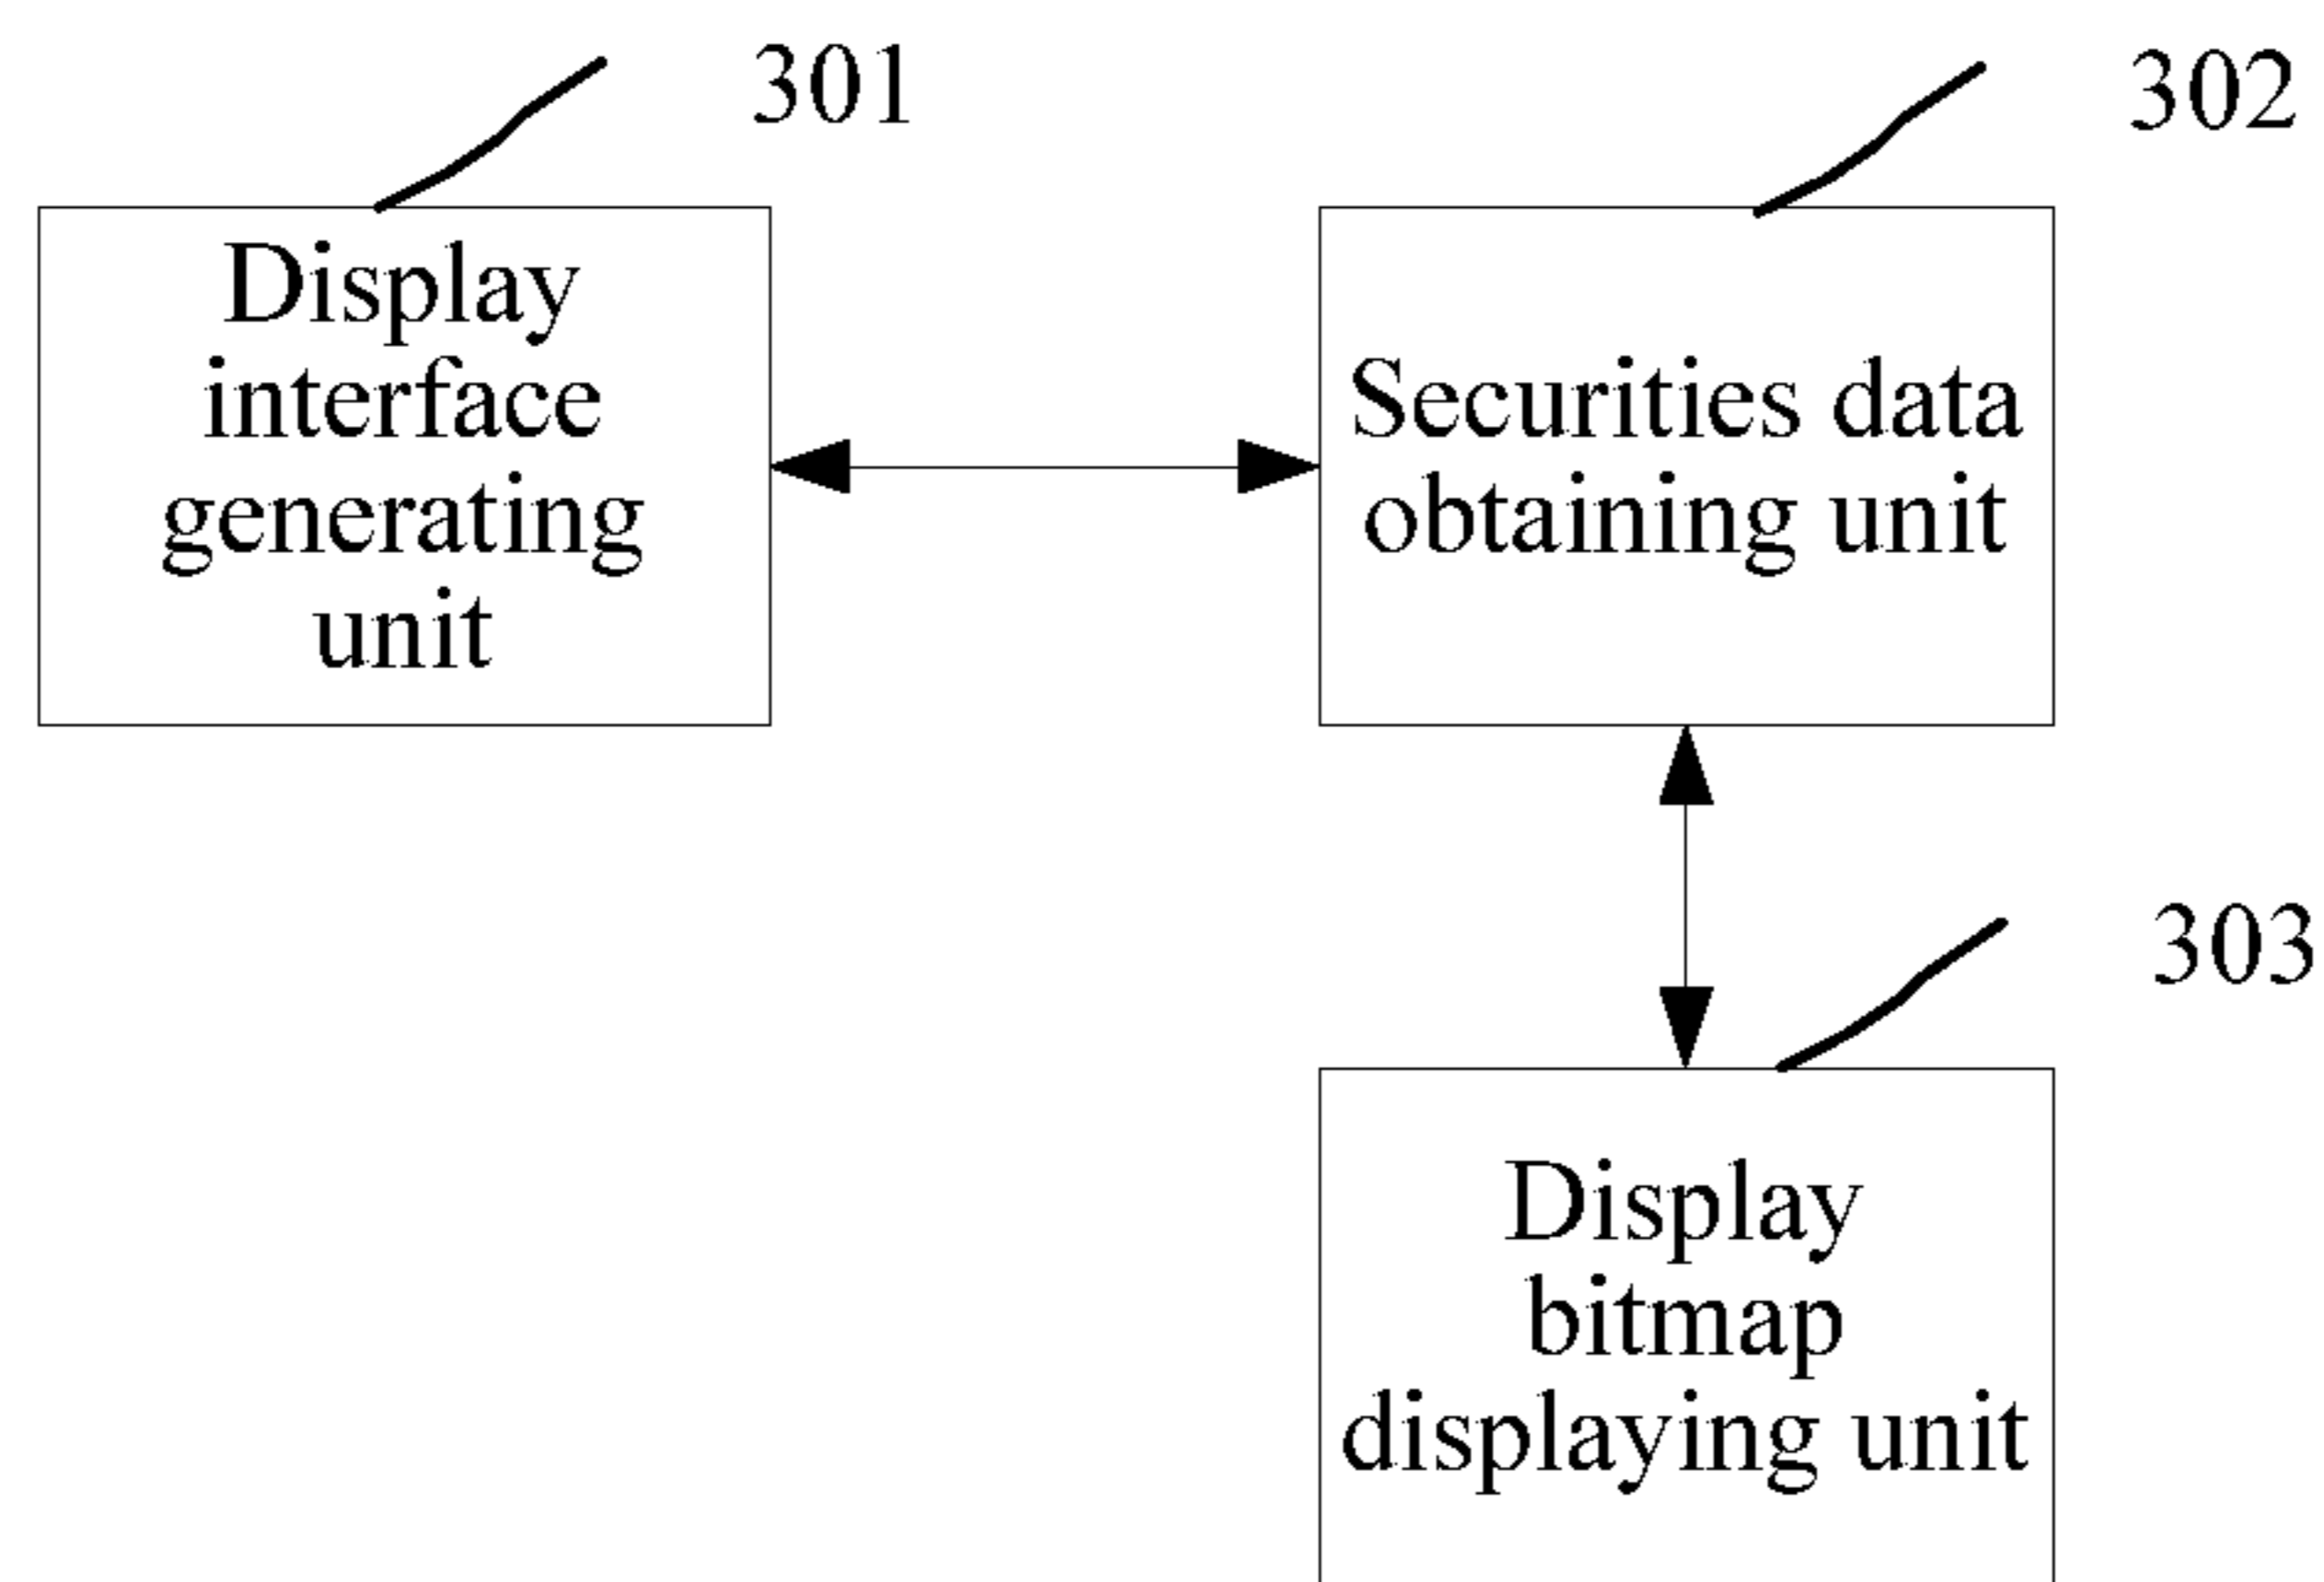 301
302
Display
interface
generating
unit
Securities data
obtaining unit
303
Display
bitmap
displaying unit